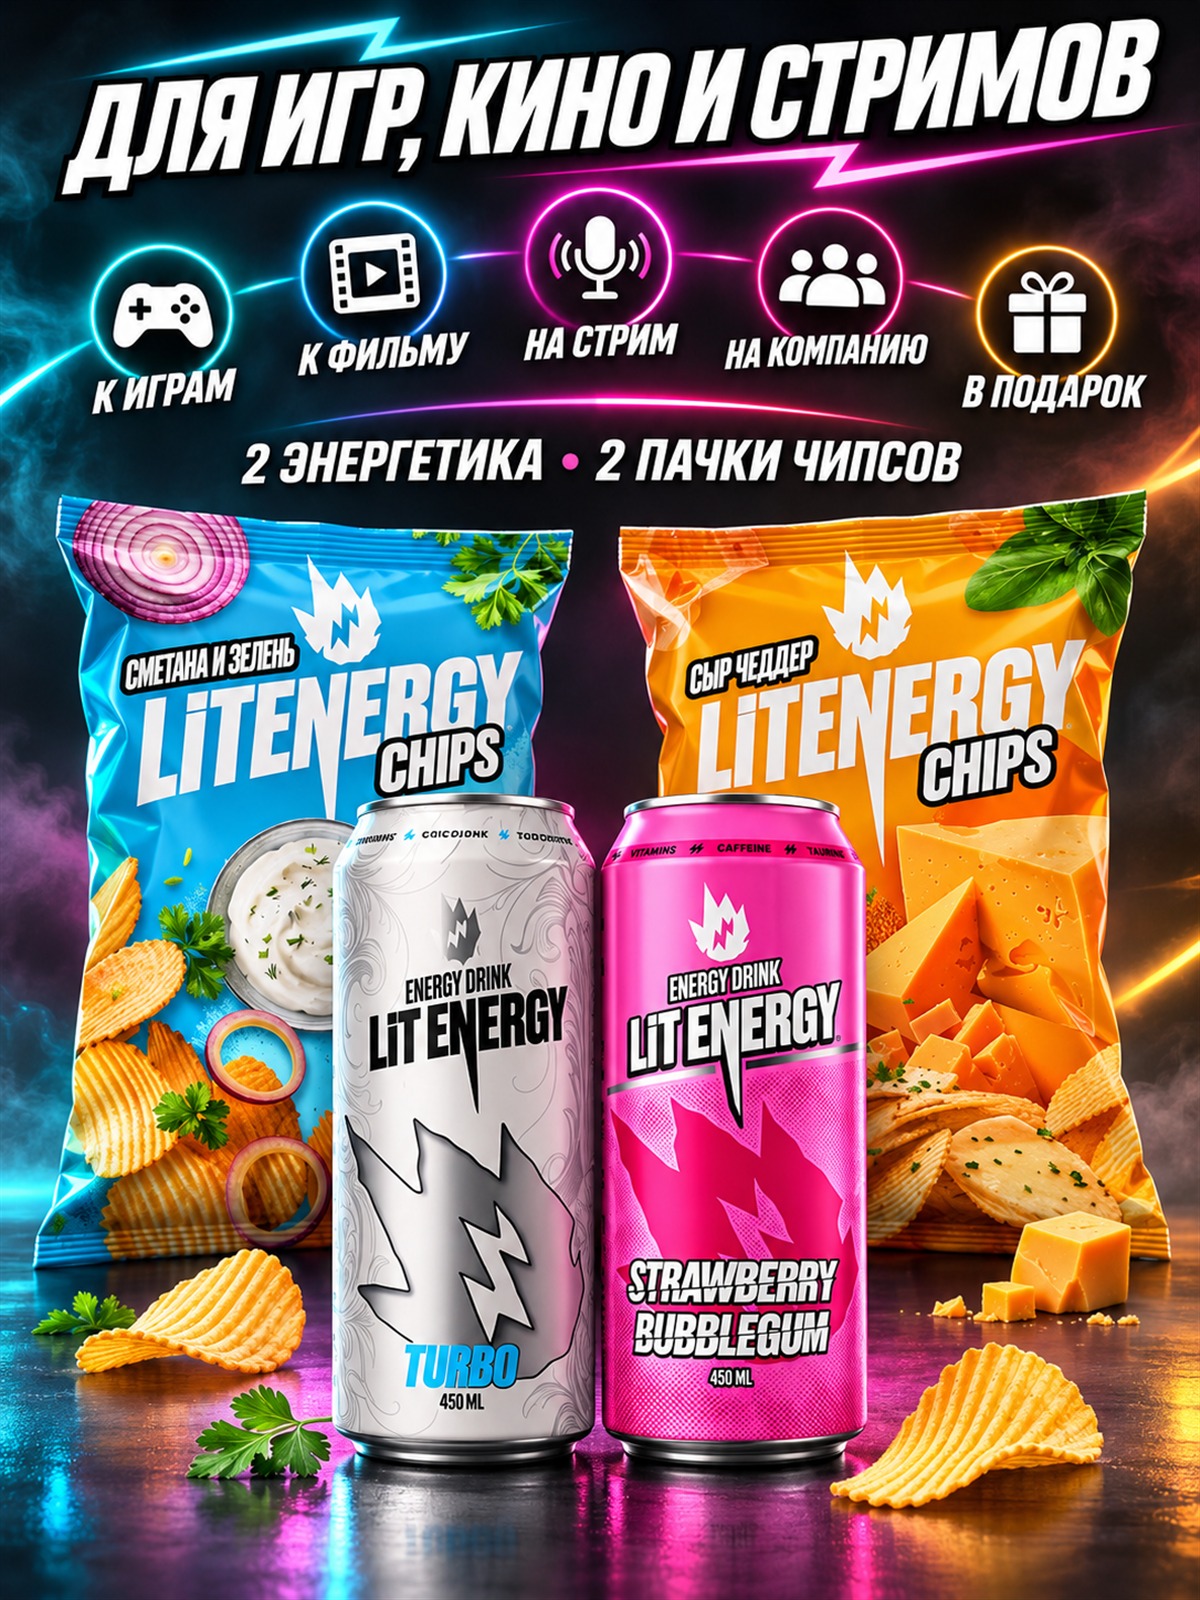 ДЛЯ ИГР, КИНО И СТРИМОВ
К ИГРАМ
К ФИЛЬМУ
НА СТРИМ
НА КОМПАНИЮ
В ПОДАРОК
2 ЭНЕРГЕТИКА • 2 ПАЧКИ ЧИПСОВ
СМЕТАНА И ЗЕЛЕНЬ
LITENERGY
CHIPS
СЫР ЧЕДДЕР
LITENERGY
CHIPS
ENERGY DRINK
LIT ENERGY
TURBO
450 ML
VITAMINS CAFFEINE TAURINE
ENERGY DRINK
LIT ENERGY
STRAWBERRY
BUBBLEGUM
450 ML